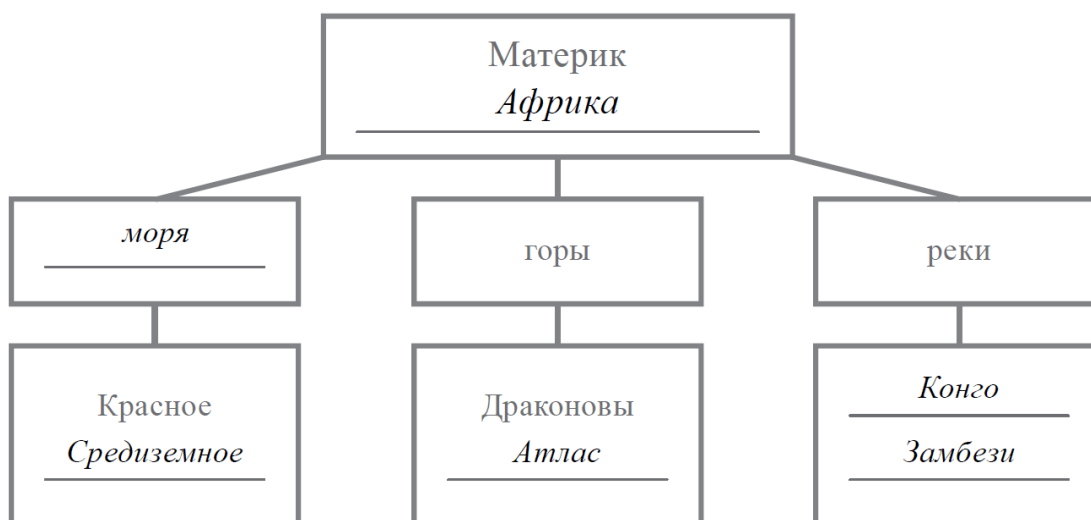 Материк
Африка
моря
горы
реки
Красное
Средиземное
Драконовы
Атлас
Конго
Замбези